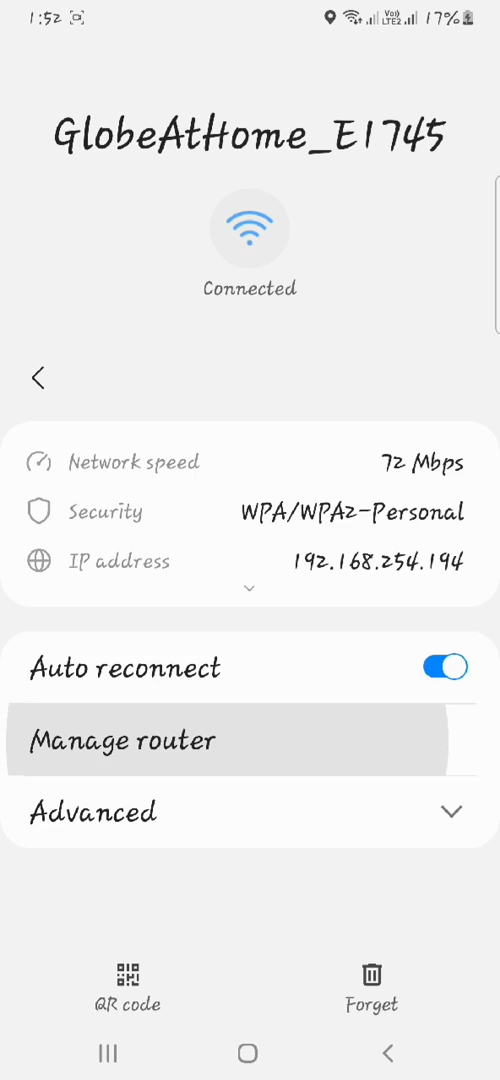 1:52 17%
GlobeAtHome_E1745
Connected
Network speed 72 Mbps
Security WPA/WPA2-Personal
IP address 192.168.254.194
Auto reconnect
Manage router
Advanced
QR code Forget